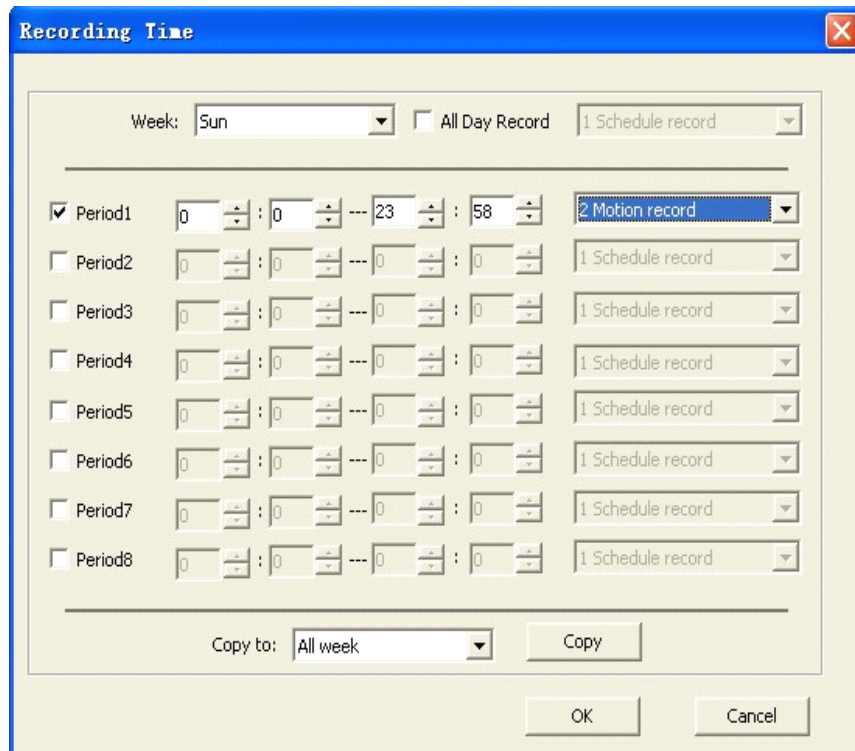 Recording Time
Week: Sun All Day Record 1 Schedule record
Period1 0 : 0 --- 23 : 58 2 Motion record
Period2 0 : 0 --- 0 : 0 1 Schedule record
Period3 0 : 0 --- 0 : 0 1 Schedule record
Period4 0 : 0 --- 0 : 0 1 Schedule record
Period5 0 : 0 --- 0 : 0 1 Schedule record
Period6 0 : 0 --- 0 : 0 1 Schedule record
Period7 0 : 0 --- 0 : 0 1 Schedule record
Period8 0 : 0 --- 0 : 0 1 Schedule record
Copy to: All week Copy
OK Cancel